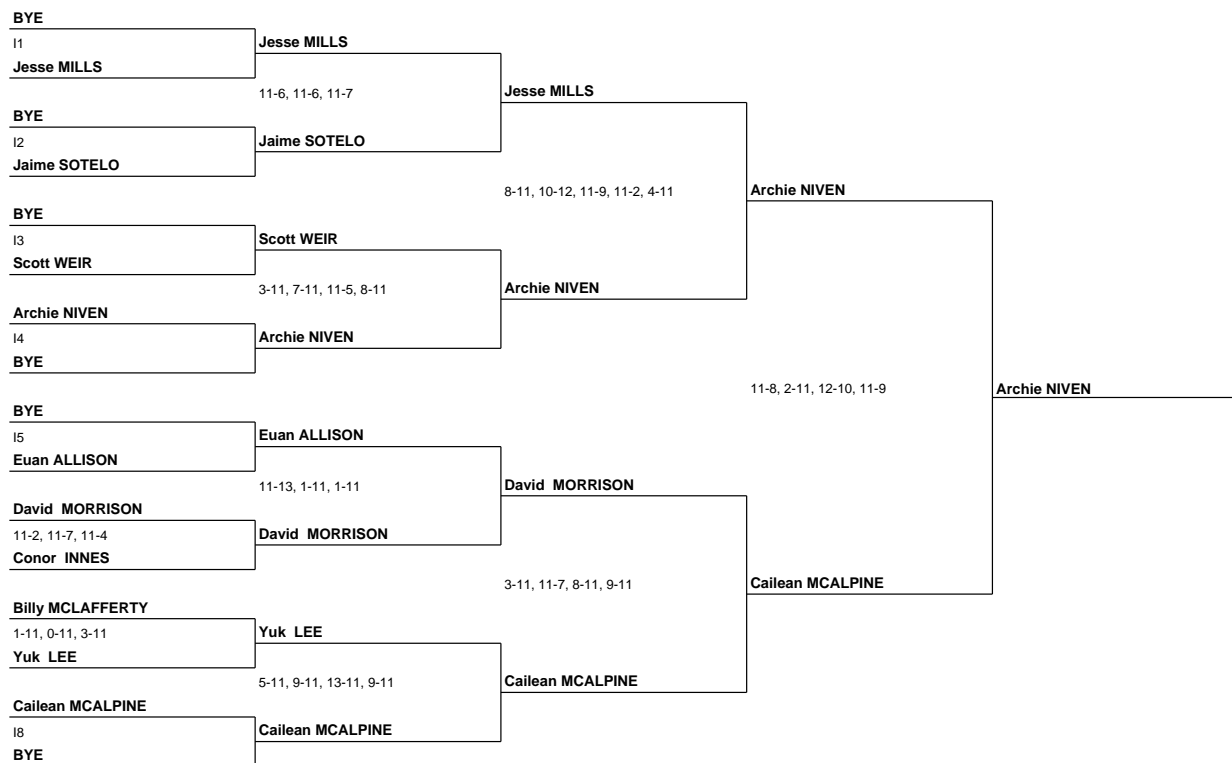 BYE
I1
Jesse MILLS
Jesse MILLS
11-6, 11-6, 11-7
Jesse MILLS
BYE
I2
Jaime SOTELO
Jaime SOTELO
8-11, 10-12, 11-9, 11-2, 4-11
Archie NIVEN
BYE
I3
Scott WEIR
Scott WEIR
3-11, 7-11, 11-5, 8-11
Archie NIVEN
Archie NIVEN
I4
BYE
Archie NIVEN
11-8, 2-11, 12-10, 11-9
Archie NIVEN
BYE
I5
Euan ALLISON
Euan ALLISON
11-13, 1-11, 1-11
David MORRISON
David MORRISON
11-2, 11-7, 11-4
Conor INNES
David MORRISON
3-11, 11-7, 8-11, 9-11
Cailean MCALPINE
Billy MCLAFFERTY
1-11, 0-11, 3-11
Yuk LEE
Yuk LEE
5-11, 9-11, 13-11, 9-11
Cailean MCALPINE
Cailean MCALPINE
I8
BYE
Cailean MCALPINE